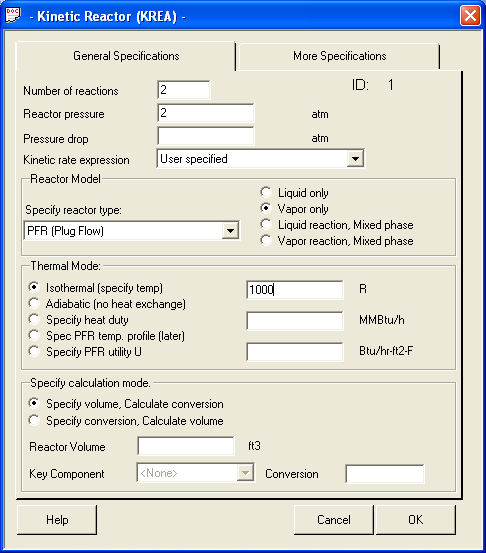 - Kinetic Reactor (KREA) -
General Specifications More Specifications
Number of reactions 2 ID: 1
Reactor pressure 2 atm
Pressure drop atm
Kinetic rate expression User specified
Reactor Model
Liquid only
Specify reactor type: Vapor only
PFR (Plug Flow) Liquid reaction, Mixed phase
Vapor reaction, Mixed phase
Thermal Mode:
Isothermal (specify temp) 1000 R
Adiabatic (no heat exchange)
Specify heat duty MMBtu/h
Spec PFR temp. profile (later)
Specify PFR utility U Btu/hr-ft2-F
Specify calculation mode.
Specify volume, Calculate conversion
Specify conversion, Calculate volume
Reactor Volume ft3
Key Component <None> Conversion
Help Cancel OK